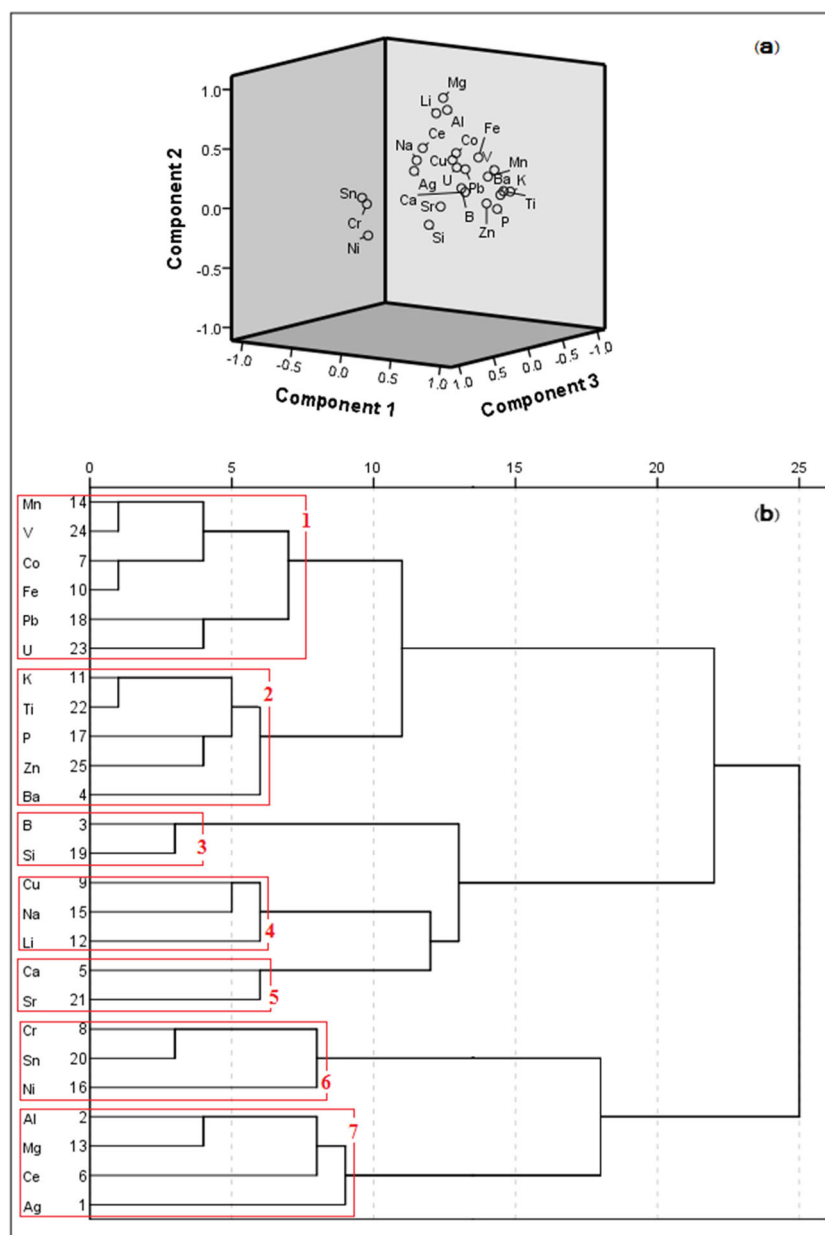 (a)
Component 2
1.0
0.5
0.0
-0.5
-1.0
Mg
Li
Al
Ce
Co
Fe
Na
Cu
V
Mn
U
Ba
K
Ag
Pb
Ca
Ti
Sr
B
P
Zn
Si
Sn
Cr
Ni
-1.0 -0.5 0.0 0.5 1.0
Component 1
1.0 0.5 0.0 -0.5 -1.0
Component 3
0 5 10 15 20 25
(b)
Mn 14
1
V 24
Co 7
Fe 10
Pb 18
U 23
K 11
2
Ti 22
P 17
Zn 25
Ba 4
B 3
3
Si 19
Cu 9
Na 15
4
Li 12
Ca 5
5
Sr 21
Cr 8
Sn 20
6
Ni 16
Al 2
7
Mg 13
Ce 6
Ag 1